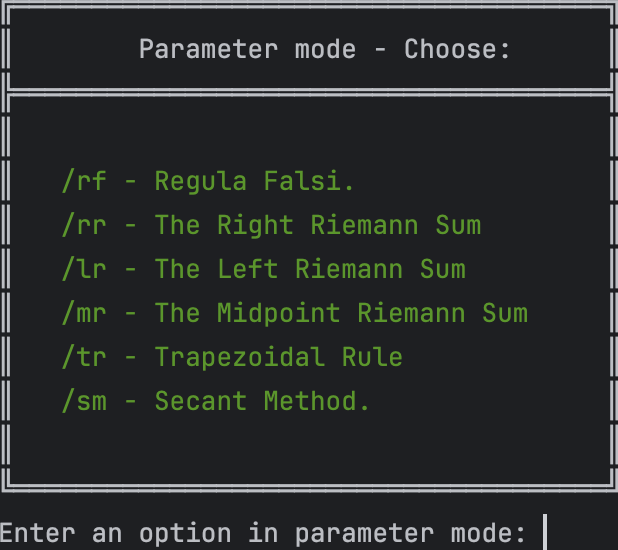 Parameter mode - Choose:
/rf - Regula Falsi.
/rr - The Right Riemann Sum
/lr - The Left Riemann Sum
/mr - The Midpoint Riemann Sum
/tr - Trapezoidal Rule
/sm - Secant Method.
Enter an option in parameter mode: